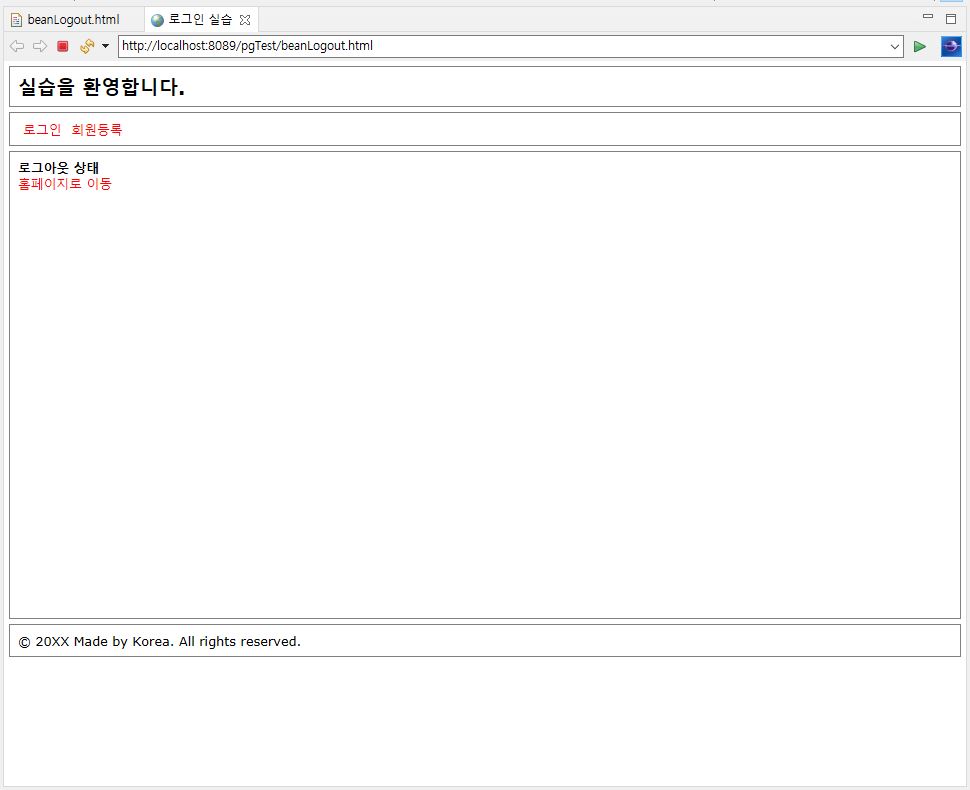 beanLogout.html 로그인 실습
http://localhost:8089/pgTest/beanLogout.html
실습을 환영합니다.
로그인 회원등록
로그아웃 상태
홈페이지로 이동
© 20XX Made by Korea. All rights reserved.